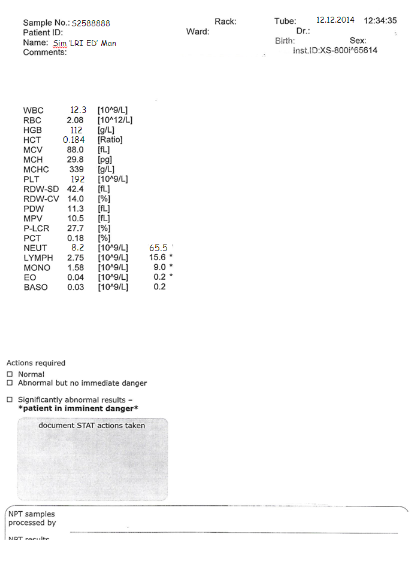 Sample No.: 52588888 Rack: Tube: 12.12.2014 12:34:35
Patient ID: Ward: Dr.:
Name: Sim 'LRI ED' Man Birth: Sex:
Comments: Inst.ID:XS-800i^65614
WBC 12.3 [10^9/L]
RBC 2.08 [10^12/L]
HGB 112 [g/L]
HCT 0.184 [Ratio]
MCV 88.0 [fL]
MCH 29.8 [pg]
MCHC 339 [g/L]
PLT 192 [10^9/L]
RDW-SD 42.4 [fL]
RDW-CV 14.0 [%]
PDW 11.3 [fL]
MPV 10.5 [fL]
P-LCR 27.7 [%]
PCT 0.18 [%]
NEUT 8.2 [10^9/L] 65.5
LYMPH 2.75 [10^9/L] 15.6 *
MONO 1.58 [10^9/L] 9.0 *
EO 0.04 [10^9/L] 0.2 *
BASO 0.03 [10^9/L] 0.2
Actions required
☐ Normal
☐ Abnormal but no immediate danger
☐ Significantly abnormal results –
*patient in imminent danger*
document STAT actions taken
NPT samples
processed by
NPT results